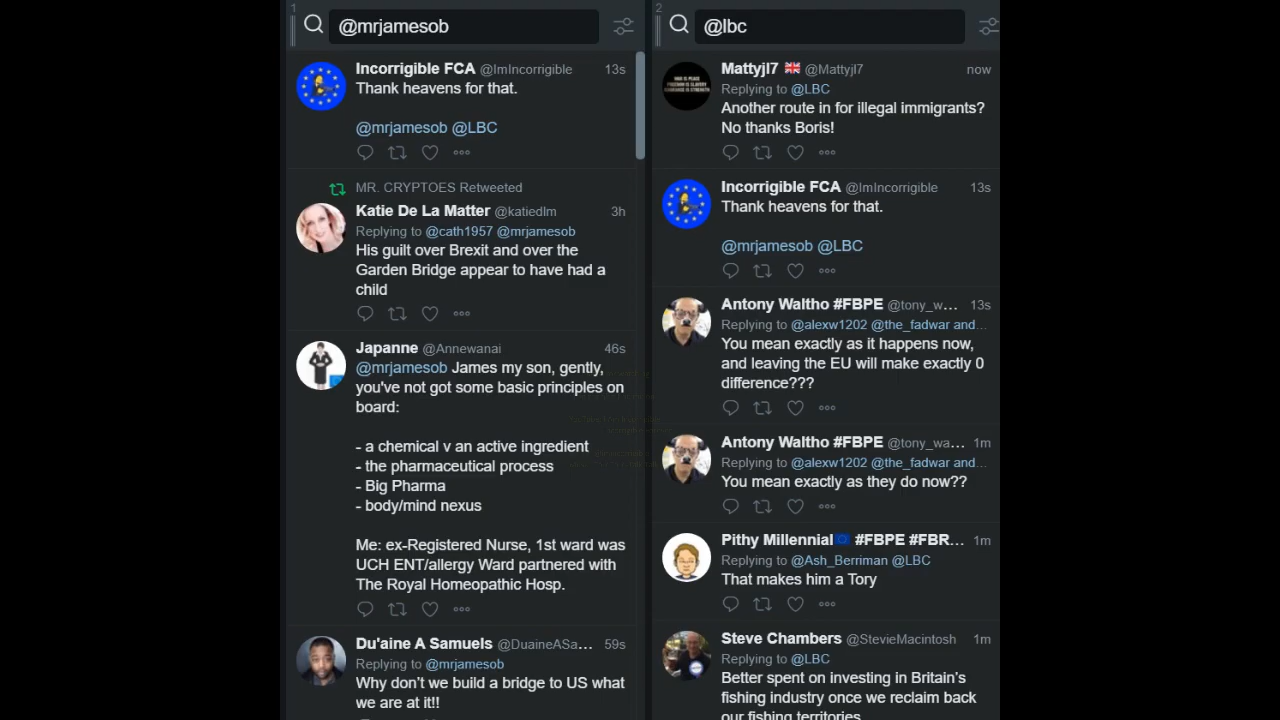 1
@mrjamesob
Incorrigible FCA @ImIncorrigible 13s
Thank heavens for that.
@mrjamesob @LBC
MR. CRYPTOES Retweeted
Katie De La Matter @katiedlm 3h
Replying to @cath1957 @mrjamesob
His guilt over Brexit and over the
Garden Bridge appear to have had a
child
Japanne @Annewanai 46s
@mrjamesob James my son, gently,
you've not got some basic principles on
board:
- a chemical v an active ingredient
- the pharmaceutical process
- Big Pharma
- body/mind nexus
Me: ex-Registered Nurse, 1st ward was
UCH ENT/allergy Ward partnered with
The Royal Homeopathic Hosp.
Du'aine A Samuels @DuaineASa... 59s
Replying to @mrjamesob
Why don't we build a bridge to US what
we are at it!!
2
@lbc
Mattyjl7 🇬🇧 @Mattyjl7 now
Replying to @LBC
Another route in for illegal immigrants?
No thanks Boris!
Incorrigible FCA @ImIncorrigible 13s
Thank heavens for that.
@mrjamesob @LBC
Antony Waltho #FBPE @tony_w... 13s
Replying to @alexw1202 @the_fadwar and...
You mean exactly as it happens now,
and leaving the EU will make exactly 0
difference???
Antony Waltho #FBPE @tony_wa... 1m
Replying to @alexw1202 @the_fadwar and...
You mean exactly as they do now??
Pithy Millennial🇪🇺 #FBPE #FBR... 1m
Replying to @Ash_Berriman @LBC
That makes him a Tory
Steve Chambers @StevieMacintosh 1m
Replying to @LBC
Better spent on investing in Britain's
fishing industry once we reclaim back
our fishing territories